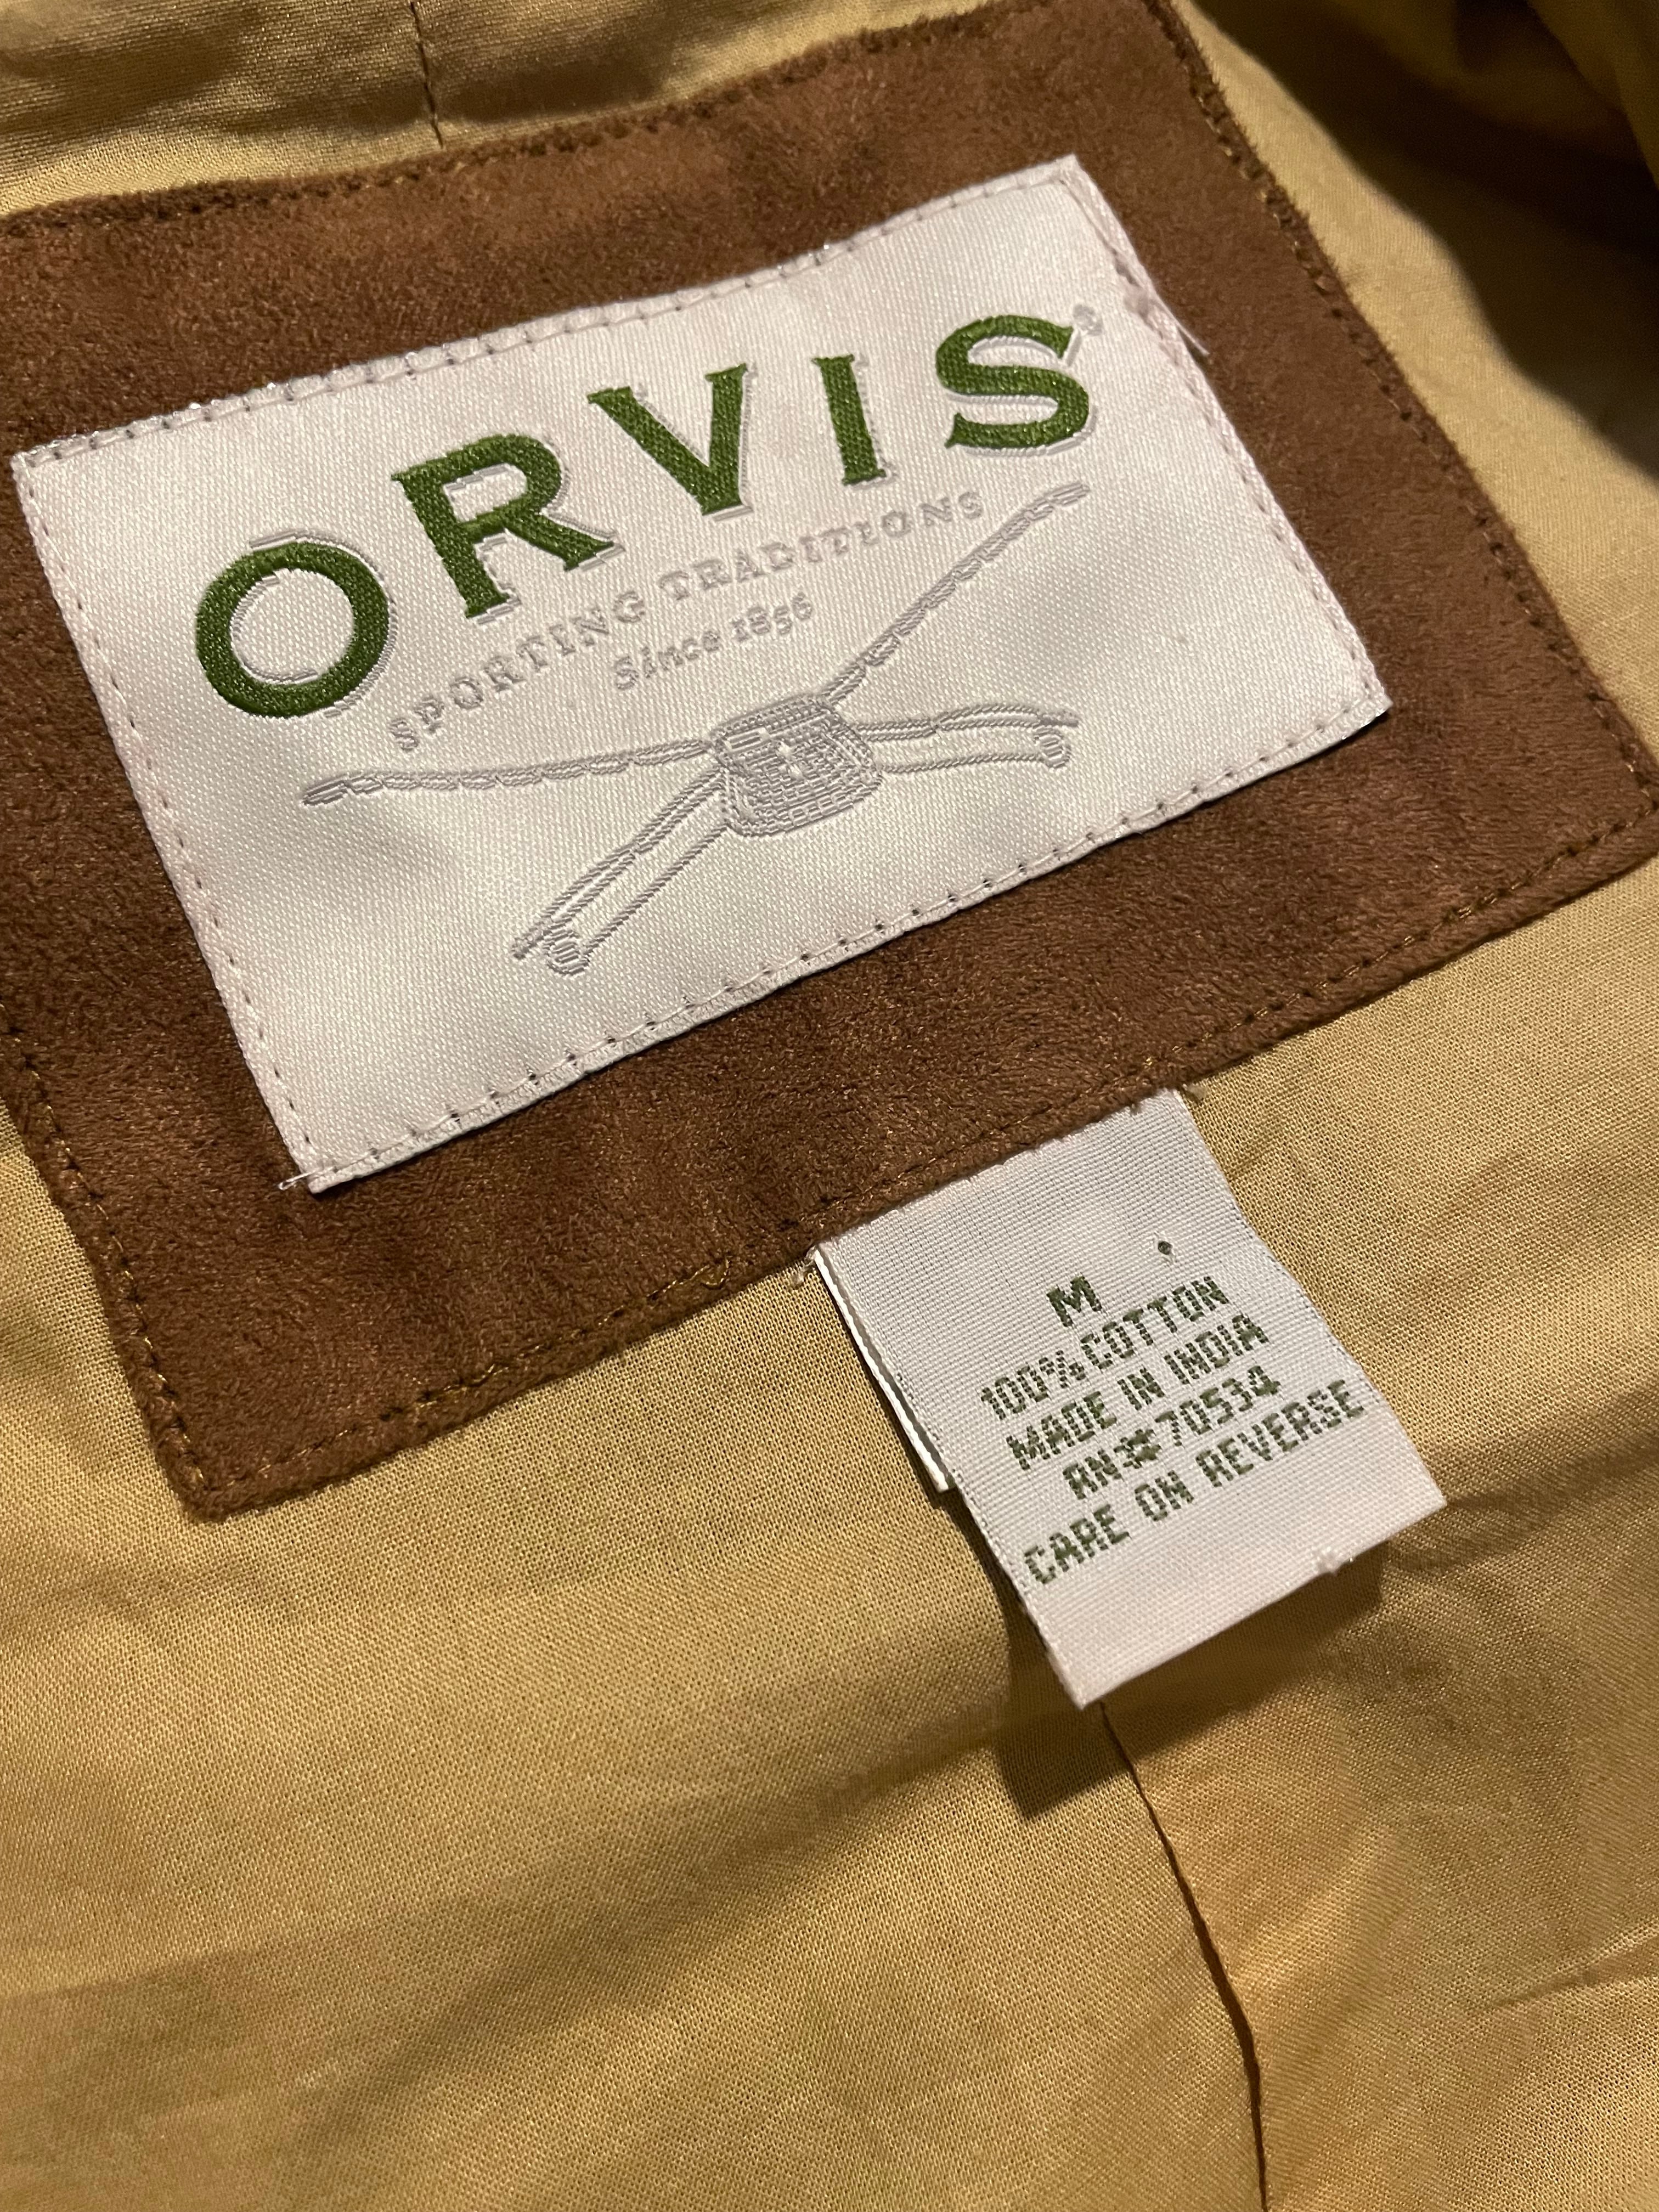 ORVIS®
SPORTING TRADITIONS
Since 1856
M
100% COTTON
MADE IN INDIA
RN#70534
CARE ON REVERSE